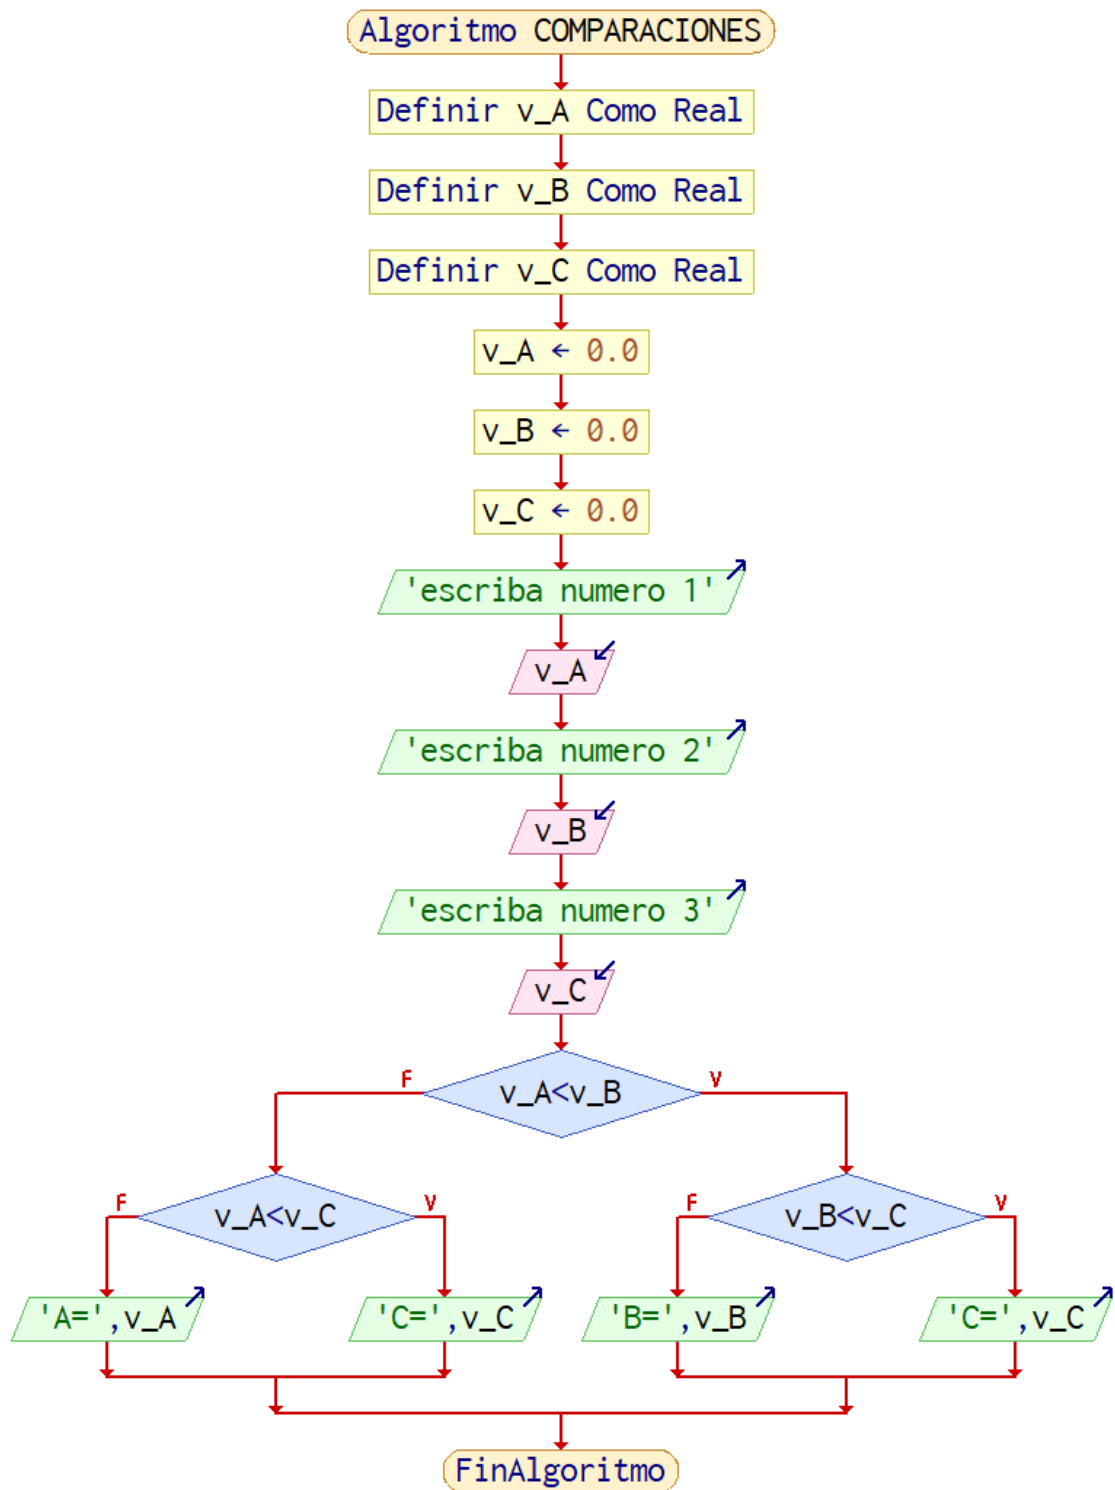 Algoritmo COMPARACIONES
Definir v_A Como Real
Definir v_B Como Real
Definir v_C Como Real
v_A ← 0.0
v_B ← 0.0
v_C ← 0.0
'escriba numero 1'
v_A
'escriba numero 2'
v_B
'escriba numero 3'
v_C
F
v_A<v_B
V
F
v_A<v_C
V
F
v_B<v_C
V
'A=',v_A
'C=',v_C
'B=',v_B
'C=',v_C
FinAlgoritmo